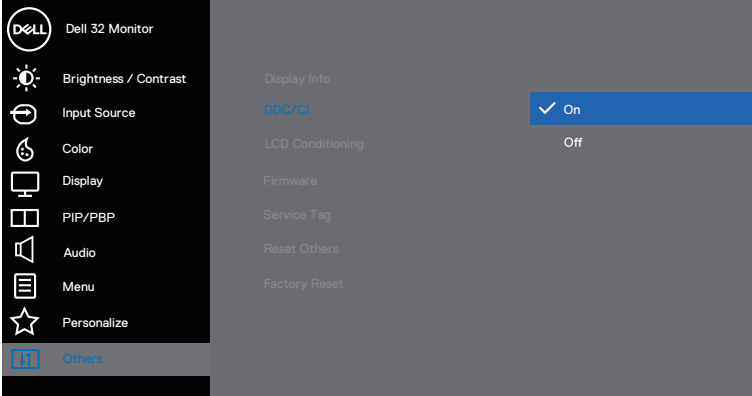 DELL
Dell 32 Monitor
Brightness / Contrast
Input Source
Color
Display
PIP/PBP
Audio
Menu
Personalize
Others
Display Info
DDC/CI
LCD Conditioning
Firmware
Service Tag
Reset Others
Factory Reset
On
Off